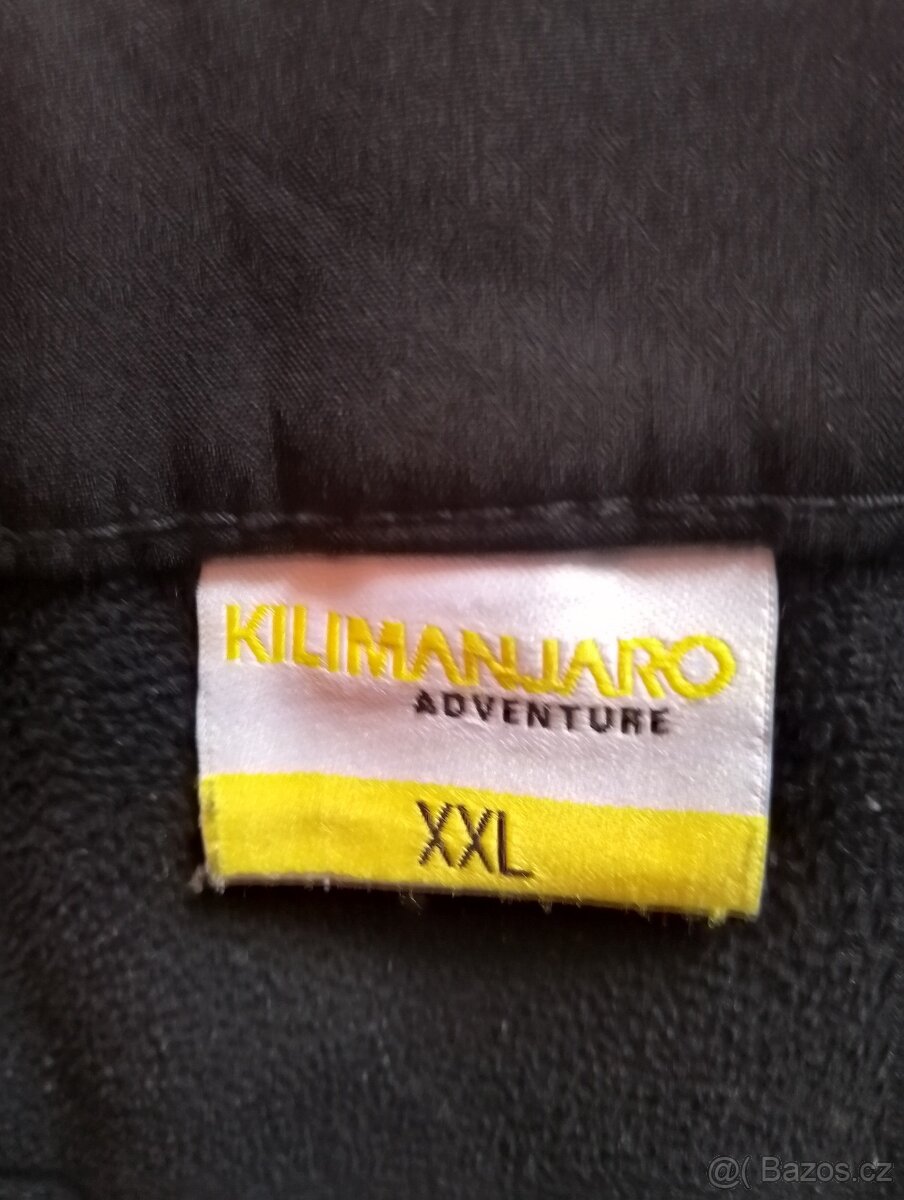 KILIMANJARO
ADVENTURE
XXL
@( Bazos.cz